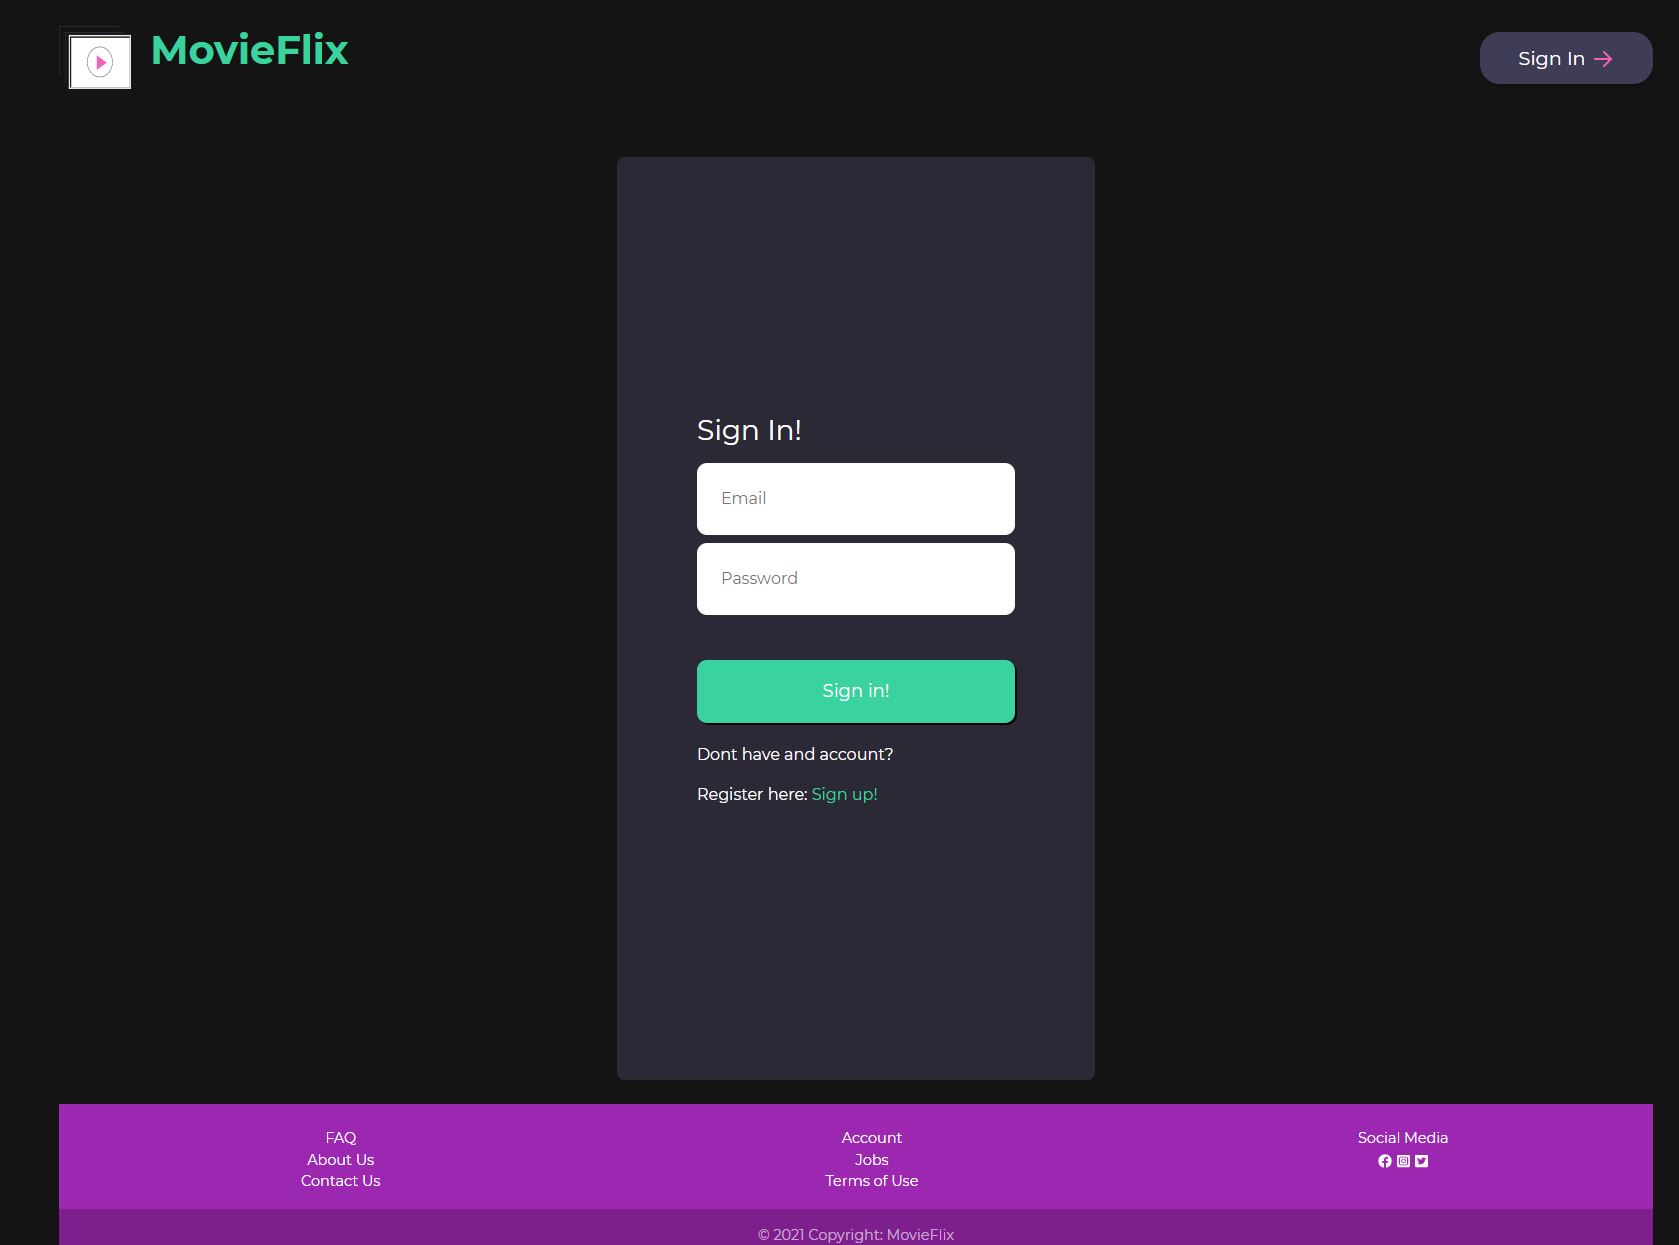 MovieFlix
Sign In
Sign In!
Email
Password
Sign in!
Dont have and account?
Register here: Sign up!
FAQ
About Us
Contact Us
Account
Jobs
Terms of Use
Social Media
© 2021 Copyright: MovieFlix